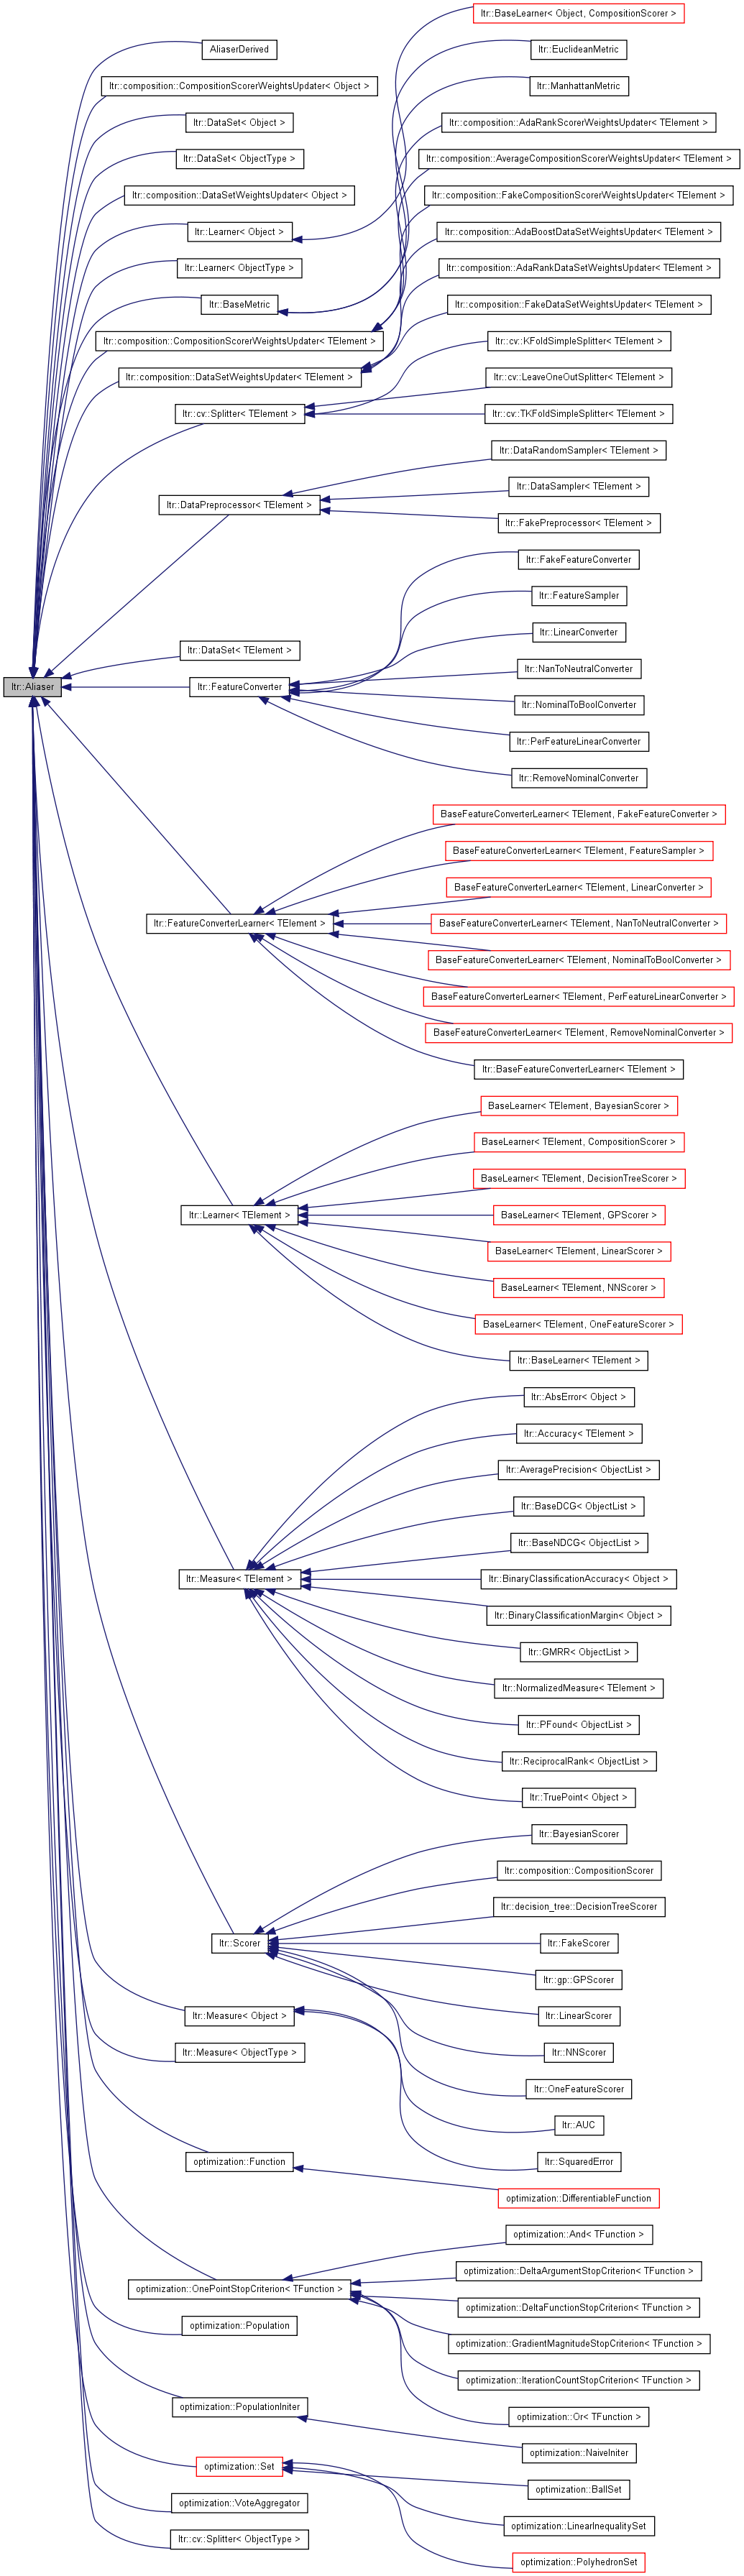 ltr::BaseLearner< Object, CompositionScorer >
AliaserDerived
ltr::EuclideanMetric
ltr::composition::CompositionScorerWeightsUpdater< Object >
ltr::ManhattanMetric
ltr::DataSet< Object >
ltr::composition::AdaRankScorerWeightsUpdater< TElement >
ltr::DataSet< ObjectType >
ltr::composition::AverageCompositionScorerWeightsUpdater< TElement >
ltr::composition::DataSetWeightsUpdater< Object >
ltr::composition::FakeCompositionScorerWeightsUpdater< TElement >
ltr::Learner< Object >
ltr::composition::AdaBoostDataSetWeightsUpdater< TElement >
ltr::Learner< ObjectType >
ltr::composition::AdaRankDataSetWeightsUpdater< TElement >
ltr::BaseMetric
ltr::composition::FakeDataSetWeightsUpdater< TElement >
ltr::composition::CompositionScorerWeightsUpdater< TElement >
ltr::cv::KFoldSimpleSplitter< TElement >
ltr::composition::DataSetWeightsUpdater< TElement >
ltr::cv::LeaveOneOutSplitter< TElement >
ltr::cv::Splitter< TElement >
ltr::cv::TKFoldSimpleSplitter< TElement >
ltr::DataRandomSampler< TElement >
ltr::DataSampler< TElement >
ltr::DataPreprocessor< TElement >
ltr::FakePreprocessor< TElement >
ltr::FakeFeatureConverter
ltr::FeatureSampler
ltr::LinearConverter
ltr::DataSet< TElement >
ltr::NanToNeutralConverter
ltr::Aliaser
ltr::FeatureConverter
ltr::NominalToBoolConverter
ltr::PerFeatureLinearConverter
ltr::RemoveNominalConverter
BaseFeatureConverterLearner< TElement, FakeFeatureConverter >
BaseFeatureConverterLearner< TElement, FeatureSampler >
BaseFeatureConverterLearner< TElement, LinearConverter >
ltr::FeatureConverterLearner< TElement >
BaseFeatureConverterLearner< TElement, NanToNeutralConverter >
BaseFeatureConverterLearner< TElement, NominalToBoolConverter >
BaseFeatureConverterLearner< TElement, PerFeatureLinearConverter >
BaseFeatureConverterLearner< TElement, RemoveNominalConverter >
ltr::BaseFeatureConverterLearner< TElement >
BaseLearner< TElement, BayesianScorer >
BaseLearner< TElement, CompositionScorer >
BaseLearner< TElement, DecisionTreeScorer >
ltr::Learner< TElement >
BaseLearner< TElement, GPScorer >
BaseLearner< TElement, LinearScorer >
BaseLearner< TElement, NNScorer >
BaseLearner< TElement, OneFeatureScorer >
ltr::BaseLearner< TElement >
ltr::AbsError< Object >
ltr::Accuracy< TElement >
ltr::AveragePrecision< ObjectList >
ltr::BaseDCG< ObjectList >
ltr::BaseNDCG< ObjectList >
ltr::Measure< TElement >
ltr::BinaryClassificationAccuracy< Object >
ltr::BinaryClassificationMargin< Object >
ltr::GMRR< ObjectList >
ltr::NormalizedMeasure< TElement >
ltr::PFound< ObjectList >
ltr::ReciprocalRank< ObjectList >
ltr::TruePoint< Object >
ltr::BayesianScorer
ltr::composition::CompositionScorer
ltr::decision_tree::DecisionTreeScorer
ltr::Scorer
ltr::FakeScorer
ltr::gp::GPScorer
ltr::Measure< Object >
ltr::LinearScorer
ltr::Measure< ObjectType >
ltr::NNScorer
ltr::OneFeatureScorer
ltr::AUC
optimization::Function
ltr::SquaredError
optimization::DifferentiableFunction
optimization::And< TFunction >
optimization::DeltaArgumentStopCriterion< TFunction >
optimization::OnePointStopCriterion< TFunction >
optimization::DeltaFunctionStopCriterion< TFunction >
optimization::Population
optimization::GradientMagnitudeStopCriterion< TFunction >
optimization::IterationCountStopCriterion< TFunction >
optimization::PopulationIniter
optimization::Or< TFunction >
optimization::NaiveIniter
optimization::Set
optimization::BallSet
optimization::VoteAggregator
optimization::LinearInequalitySet
ltr::cv::Splitter< ObjectType >
optimization::PolyhedronSet